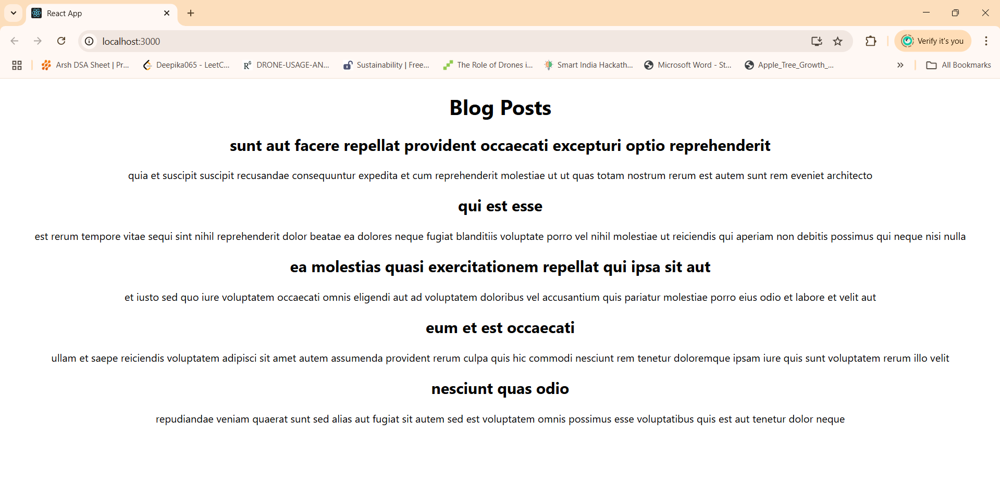 React App
localhost:3000
Verify it's you
Arsh DSA Sheet | Pr...
Deepika065 - LeetC...
R^G DRONE-USAGE-AN...
Sustainability | Free...
The Role of Drones i...
Smart India Hackath...
Microsoft Word - St...
Apple_Tree_Growth_...
All Bookmarks
Blog Posts
sunt aut facere repellat provident occaecati excepturi optio reprehenderit
quia et suscipit suscipit recusandae consequuntur expedita et cum reprehenderit molestiae ut ut quas totam nostrum rerum est autem sunt rem eveniet architecto
qui est esse
est rerum tempore vitae sequi sint nihil reprehenderit dolor beatae ea dolores neque fugiat blanditiis voluptate porro vel nihil molestiae ut reiciendis qui aperiam non debitis possimus qui neque nisi nulla
ea molestias quasi exercitationem repellat qui ipsa sit aut
et iusto sed quo iure voluptatem occaecati omnis eligendi aut ad voluptatem doloribus vel accusantium quis pariatur molestiae porro eius odio et labore et velit aut
eum et est occaecati
ullam et saepe reiciendis voluptatem adipisci sit amet autem assumenda provident rerum culpa quis hic commodi nesciunt rem tenetur doloremque ipsam iure quis sunt voluptatem rerum illo velit
nesciunt quas odio
repudiandae veniam quaerat sunt sed alias aut fugiat sit autem sed est voluptatem omnis possimus esse voluptatibus quis est aut tenetur dolor neque